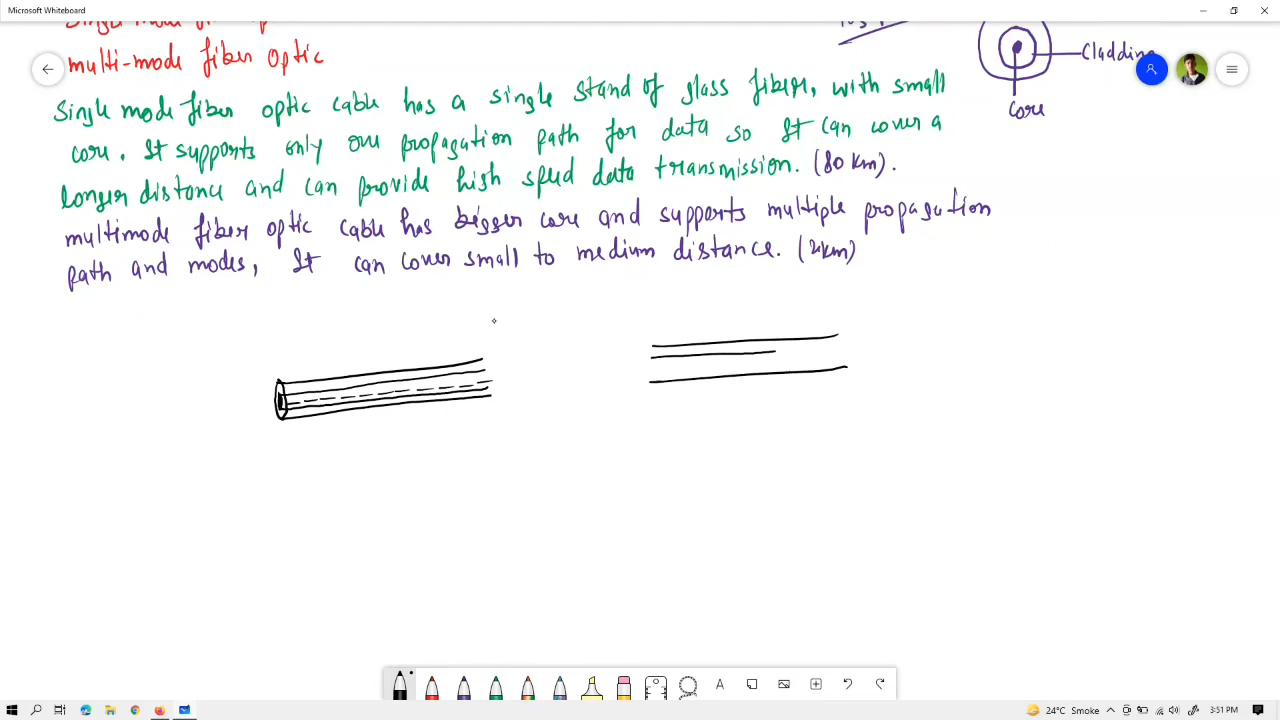 Microsoft Whiteboard
multi-mode fiber optic
Cladding
Core
Single mode fiber optic cable has a single stand of glass fiber, with small
core. It supports only one propagation path for data so It can cover a
longer distance and can provide high speed data transmission. (80 km).
multimode fiber optic cable has bigger core and supports multiple propagation
path and modes, It can cover small to medium distance. (2km)
24°C Smoke
3:51 PM